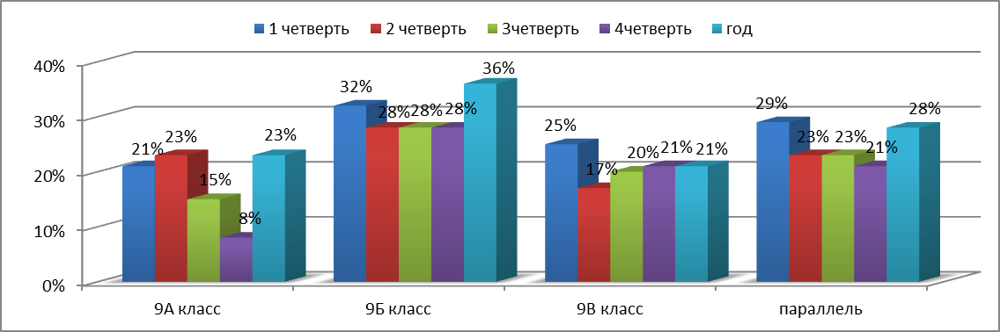 1 четверть 2 четверть 3четверть 4четверть год
40%
30%
20%
10%
0%
21% 23% 15% 8% 23%
32% 28% 28% 28% 36%
25% 17% 20% 21% 21%
29% 23% 23% 21% 28%
9А класс 9Б класс 9В класс параллель